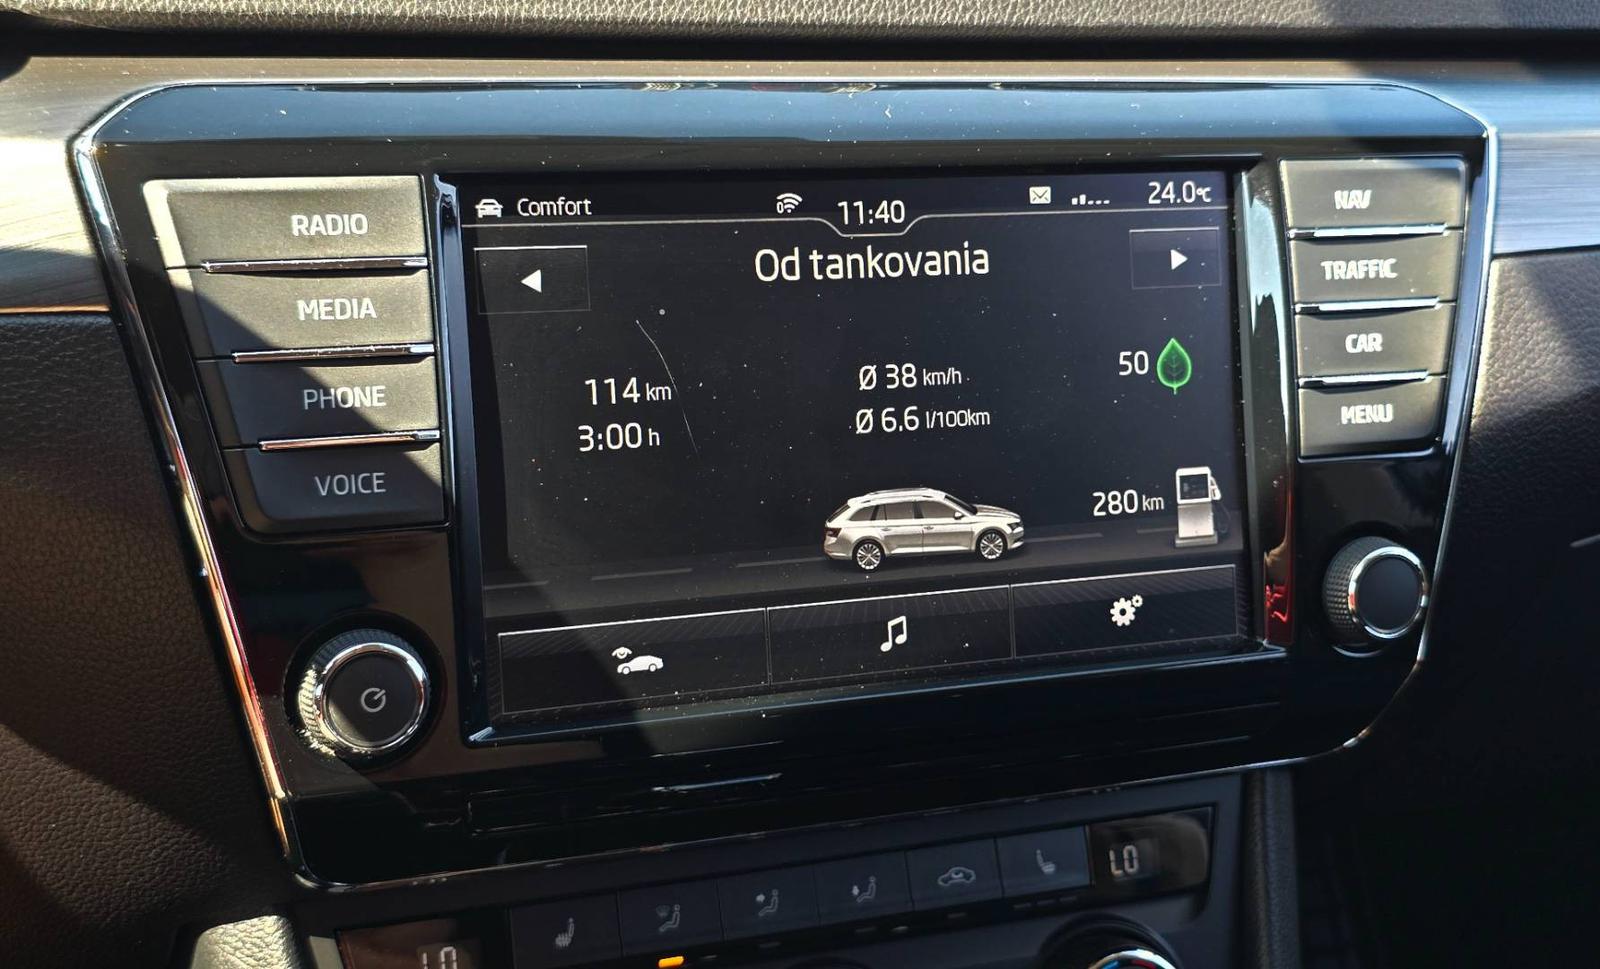 RADIO
MEDIA
PHONE
VOICE
Comfort
11:40
24.0°C
Od tankovania
114 km
3:00 h
Ø 38 km/h
Ø 6.6 l/100km
50
280 km
NAV
TRAFFIC
CAR
MENU
LO
LO